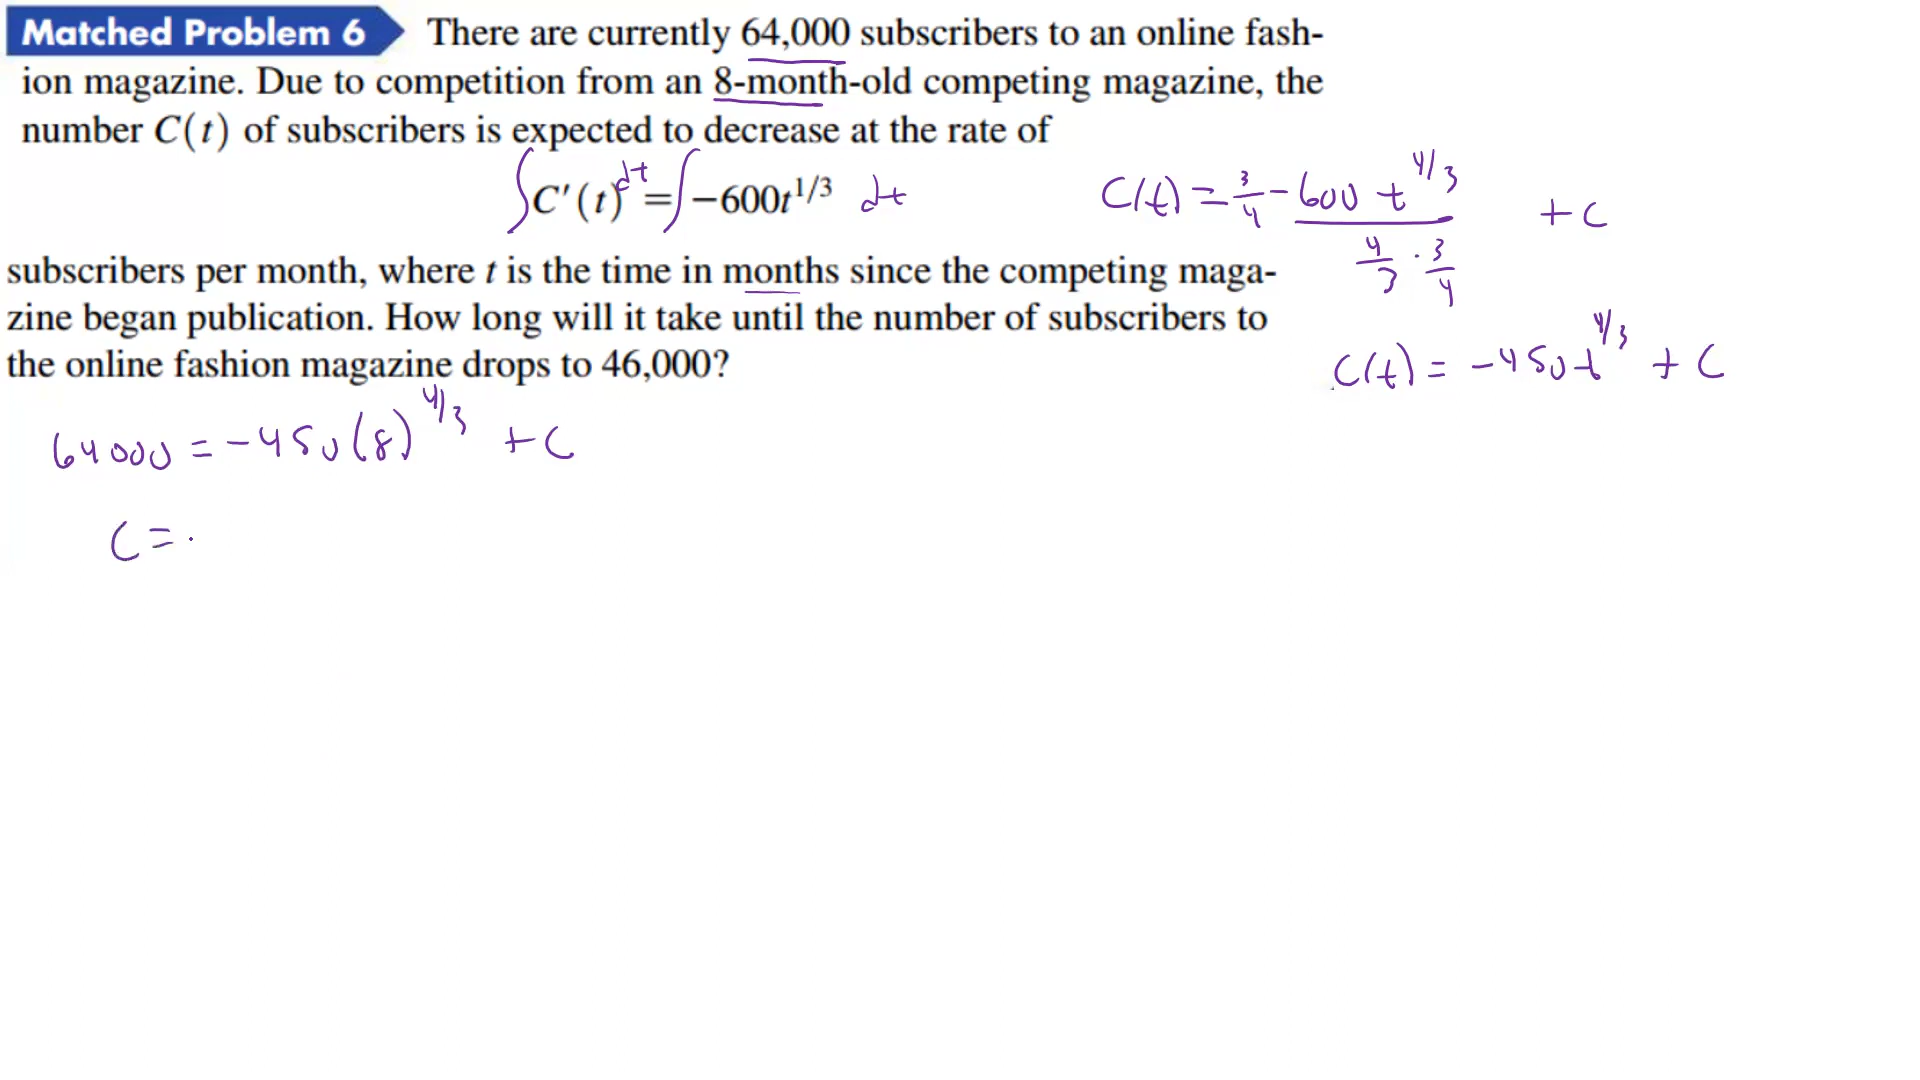 Matched Problem 6 There are currently 64,000 subscribers to an online fash-
ion magazine. Due to competition from an 8-month-old competing magazine, the
number C(t) of subscribers is expected to decrease at the rate of
∫C′(t) dt = ∫−600t^{1/3} dt
C(t) = 3/4 −600 t^{4/3} / (4/3 · 3/4) + C
subscribers per month, where t is the time in months since the competing maga-
zine began publication. How long will it take until the number of subscribers to
the online fashion magazine drops to 46,000?
C(t) = −450t^{4/3} + C
64000 = −450(8)^{4/3} + C
C = .